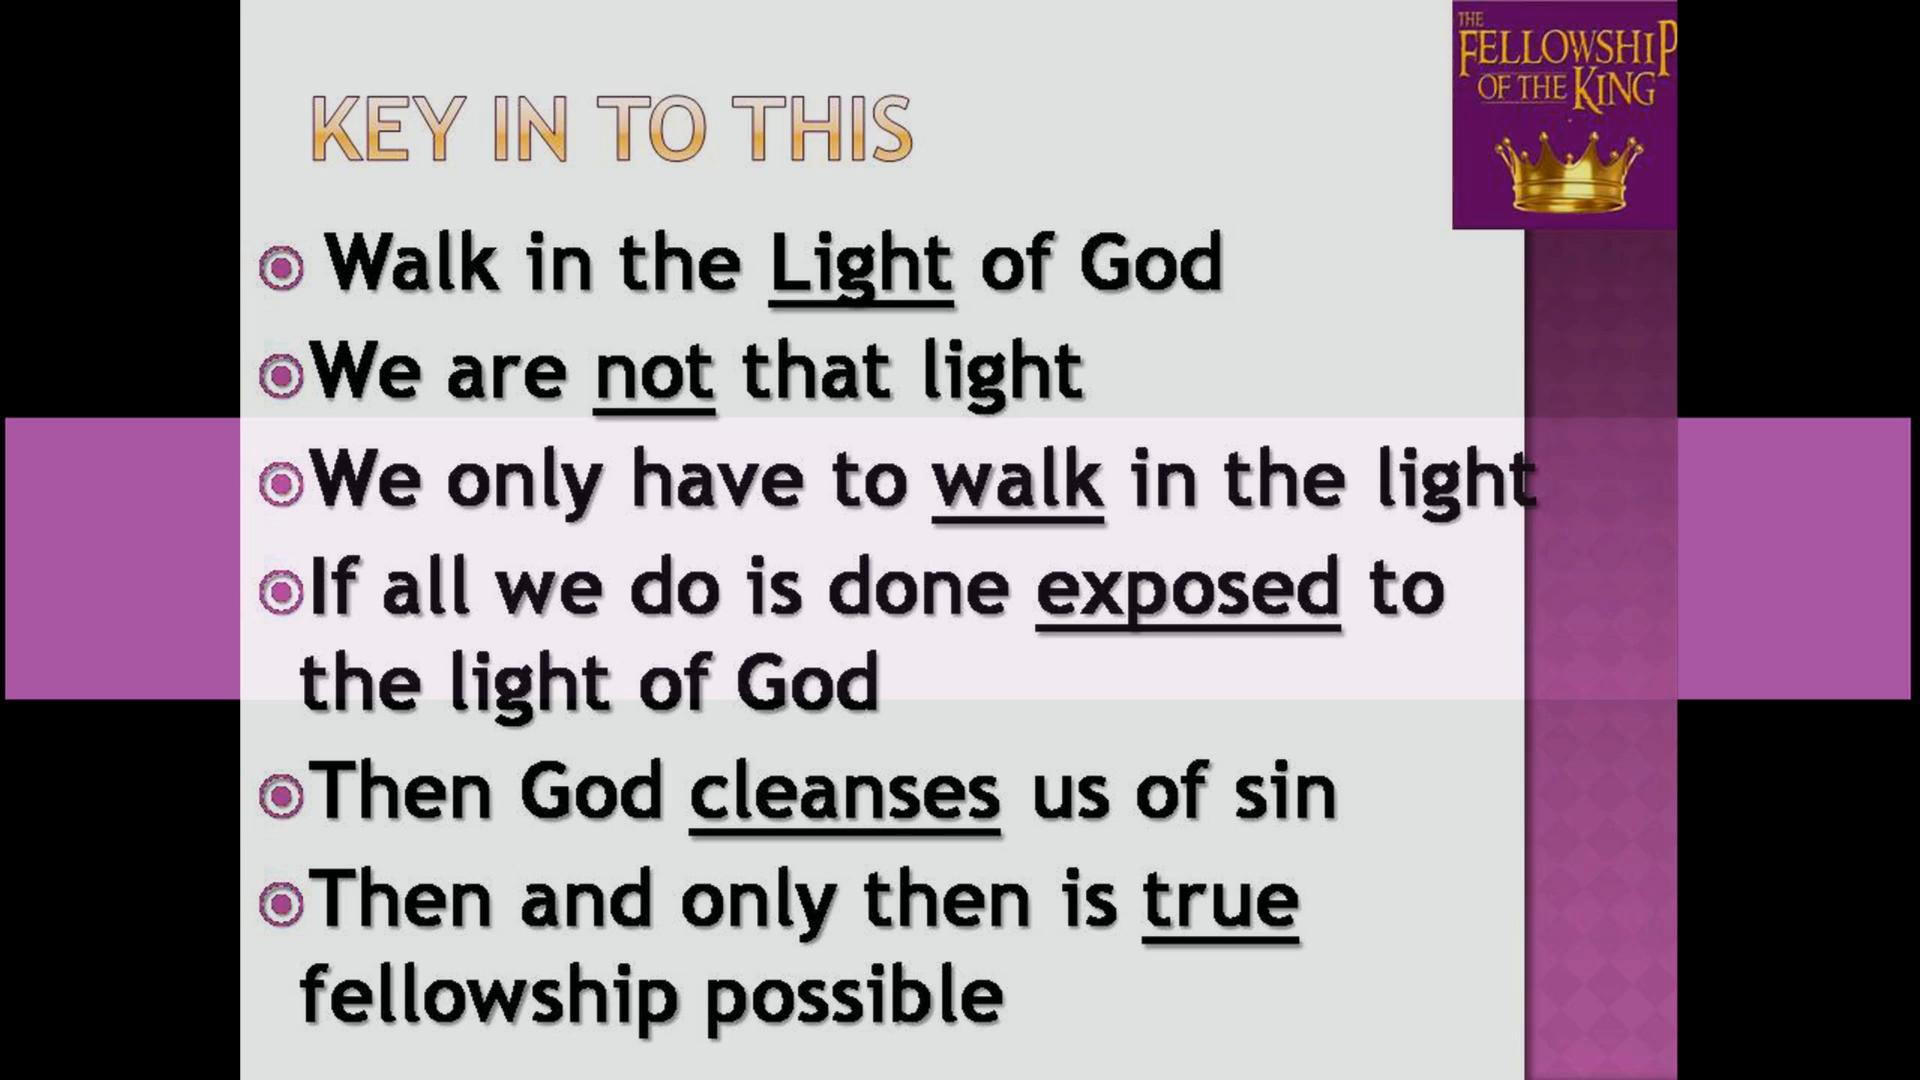 THE
FELLOWSHIP
OF THE KING
KEY IN TO THIS
Walk in the Light of God
We are not that light
We only have to walk in the light
If all we do is done exposed to
the light of God
Then God cleanses us of sin
Then and only then is true
fellowship possible